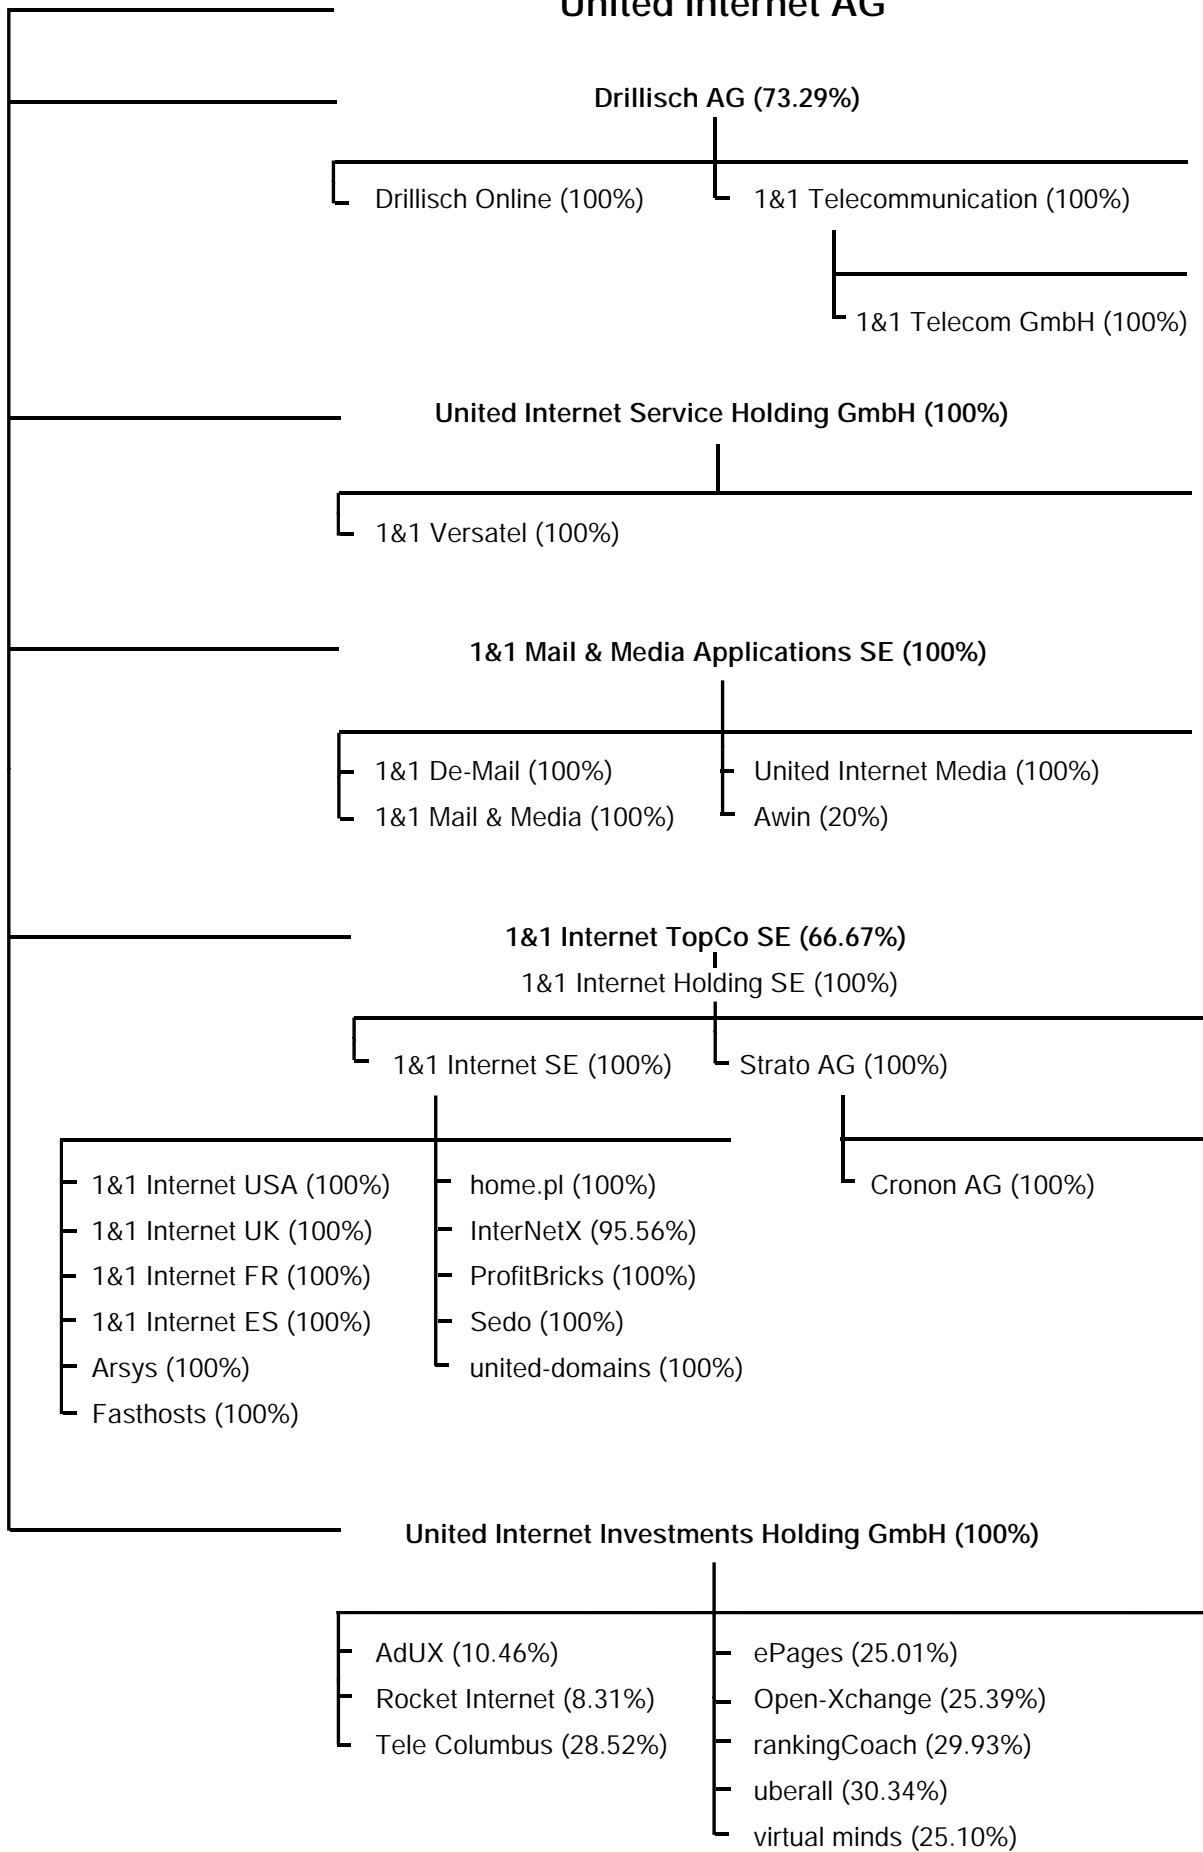 United Internet AG
Drillisch AG (73.29%)
Drillisch Online (100%)
1&1 Telecommunication (100%)
1&1 Telecom GmbH (100%)
United Internet Service Holding GmbH (100%)
1&1 Versatel (100%)
1&1 Mail & Media Applications SE (100%)
1&1 De-Mail (100%)
1&1 Mail & Media (100%)
United Internet Media (100%)
Awin (20%)
1&1 Internet TopCo SE (66.67%)
1&1 Internet Holding SE (100%)
1&1 Internet SE (100%)
Strato AG (100%)
1&1 Internet USA (100%)
1&1 Internet UK (100%)
1&1 Internet FR (100%)
1&1 Internet ES (100%)
Arsys (100%)
Fasthosts (100%)
home.pl (100%)
InterNetX (95.56%)
ProfitBricks (100%)
Sedo (100%)
united-domains (100%)
Cronon AG (100%)
United Internet Investments Holding GmbH (100%)
AdUX (10.46%)
Rocket Internet (8.31%)
Tele Columbus (28.52%)
ePages (25.01%)
Open-Xchange (25.39%)
rankingCoach (29.93%)
uberall (30.34%)
virtual minds (25.10%)